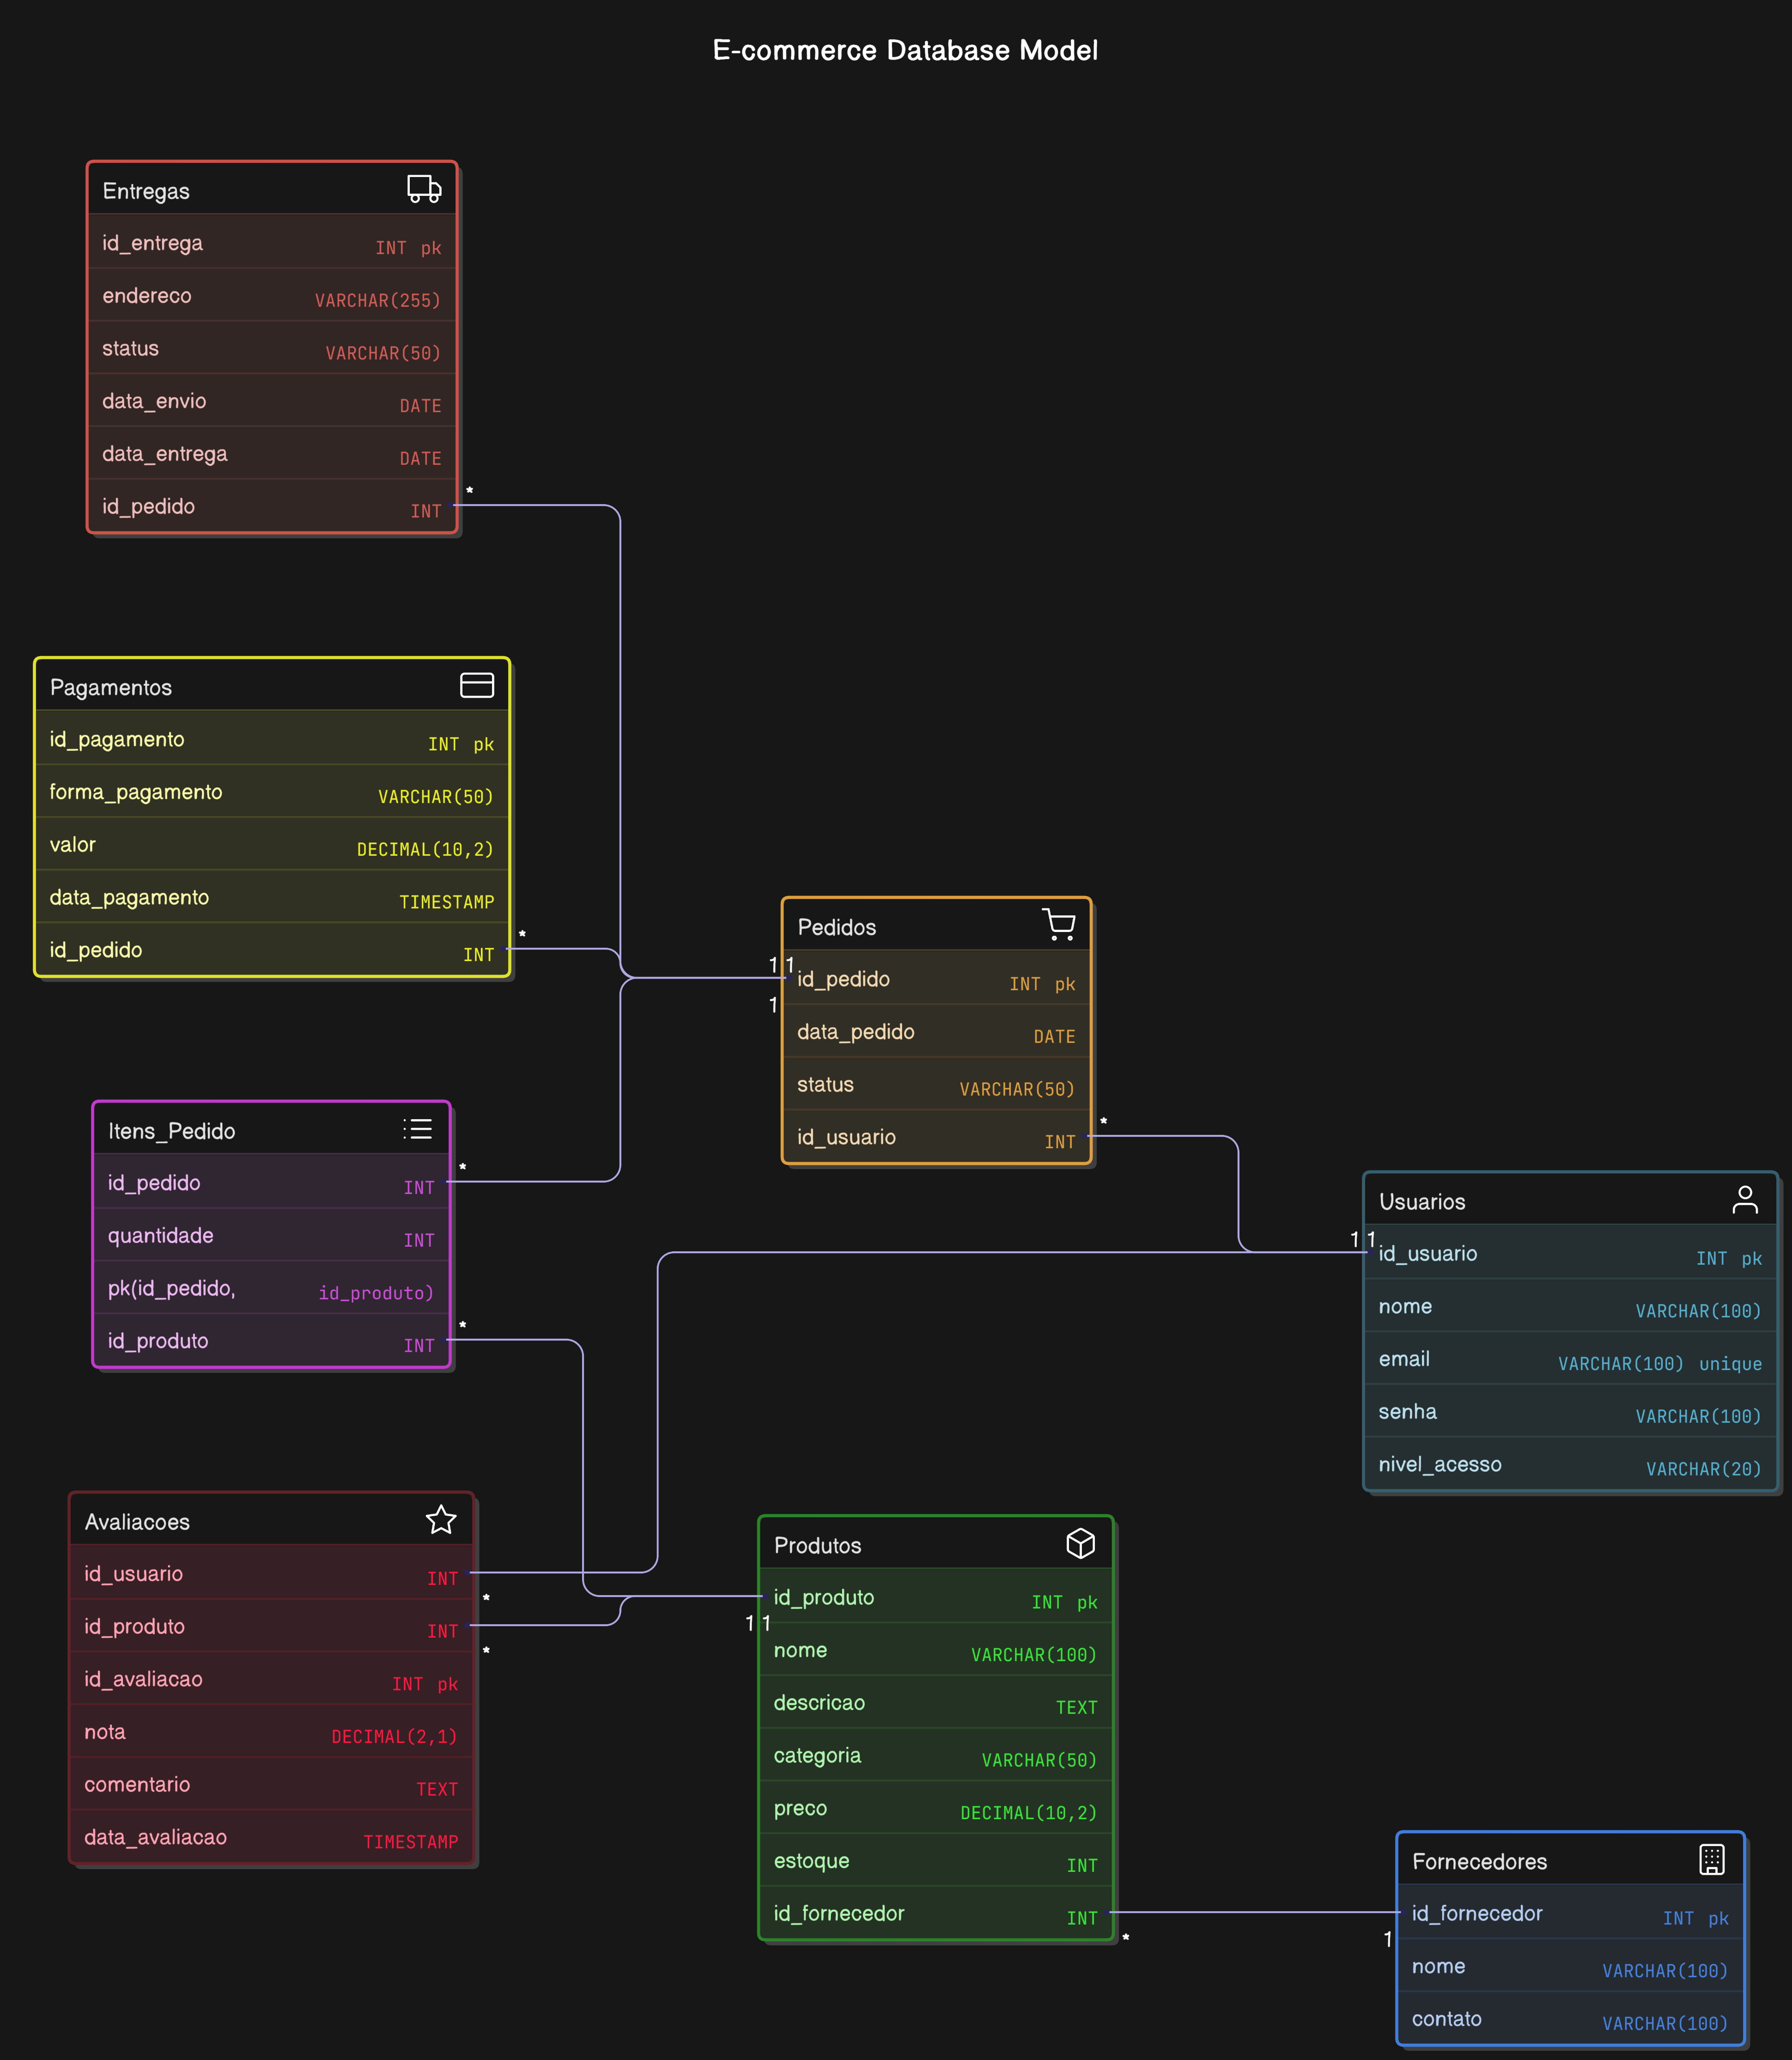 E-commerce Database Model
Entregas
id_entrega INT pk
endereco VARCHAR(255)
status VARCHAR(50)
data_envio DATE
data_entrega DATE
id_pedido INT
*
Pagamentos
id_pagamento INT pk
forma_pagamento VARCHAR(50)
valor DECIMAL(10,2)
data_pagamento TIMESTAMP
id_pedido INT
*
Pedidos
1 1
id_pedido INT pk
1
data_pedido DATE
status VARCHAR(50)
id_usuario INT
*
Itens_Pedido
*
id_pedido INT
quantidade INT
pk(id_pedido, id_produto)
*
id_produto INT
Usuarios
1 1
id_usuario INT pk
nome VARCHAR(100)
email VARCHAR(100) unique
senha VARCHAR(100)
nivel_acesso VARCHAR(20)
Avaliacoes
id_usuario INT
*
id_produto INT
*
id_avaliacao INT pk
nota DECIMAL(2,1)
comentario TEXT
data_avaliacao TIMESTAMP
Produtos
id_produto INT pk
1 1
nome VARCHAR(100)
descricao TEXT
categoria VARCHAR(50)
preco DECIMAL(10,2)
estoque INT
id_fornecedor INT
*
Fornecedores
id_fornecedor INT pk
1
nome VARCHAR(100)
contato VARCHAR(100)